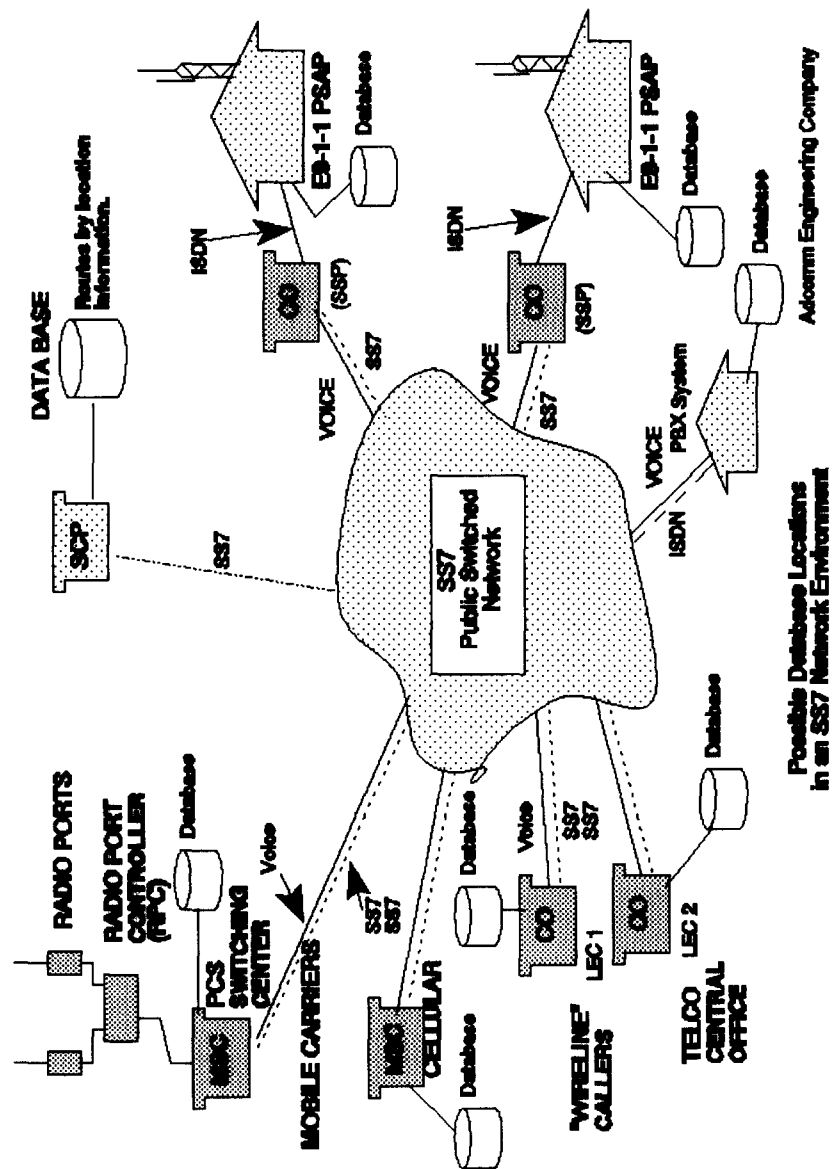 RADIO PORTS
RADIO PORT
CONTROLLER
(RPC)
Database
PCS
SWITCHING
CENTER
MSC
Voice
MOBILE CARRIERS
SS7
SS7
MSC
CELLULAR
Database
Database
Voice
CO
LEC 1
"WIRELINE"
CALLERS
SS7
SS7
CO
LEC 2
TELCO
CENTRAL
OFFICE
Database
SCP
DATA BASE
Routes by location
information.
SS7
SS7
Public Switched
Network
VOICE
SS7
CO
(SSP)
ISDN
E9-1-1 PSAP
Database
VOICE
SS7
CO
(SSP)
ISDN
E9-1-1 PSAP
Database
VOICE
ISDN
PBX System
Database
Possible Database Locations
in an SS7 Network Environment
Adcomm Engineering Company